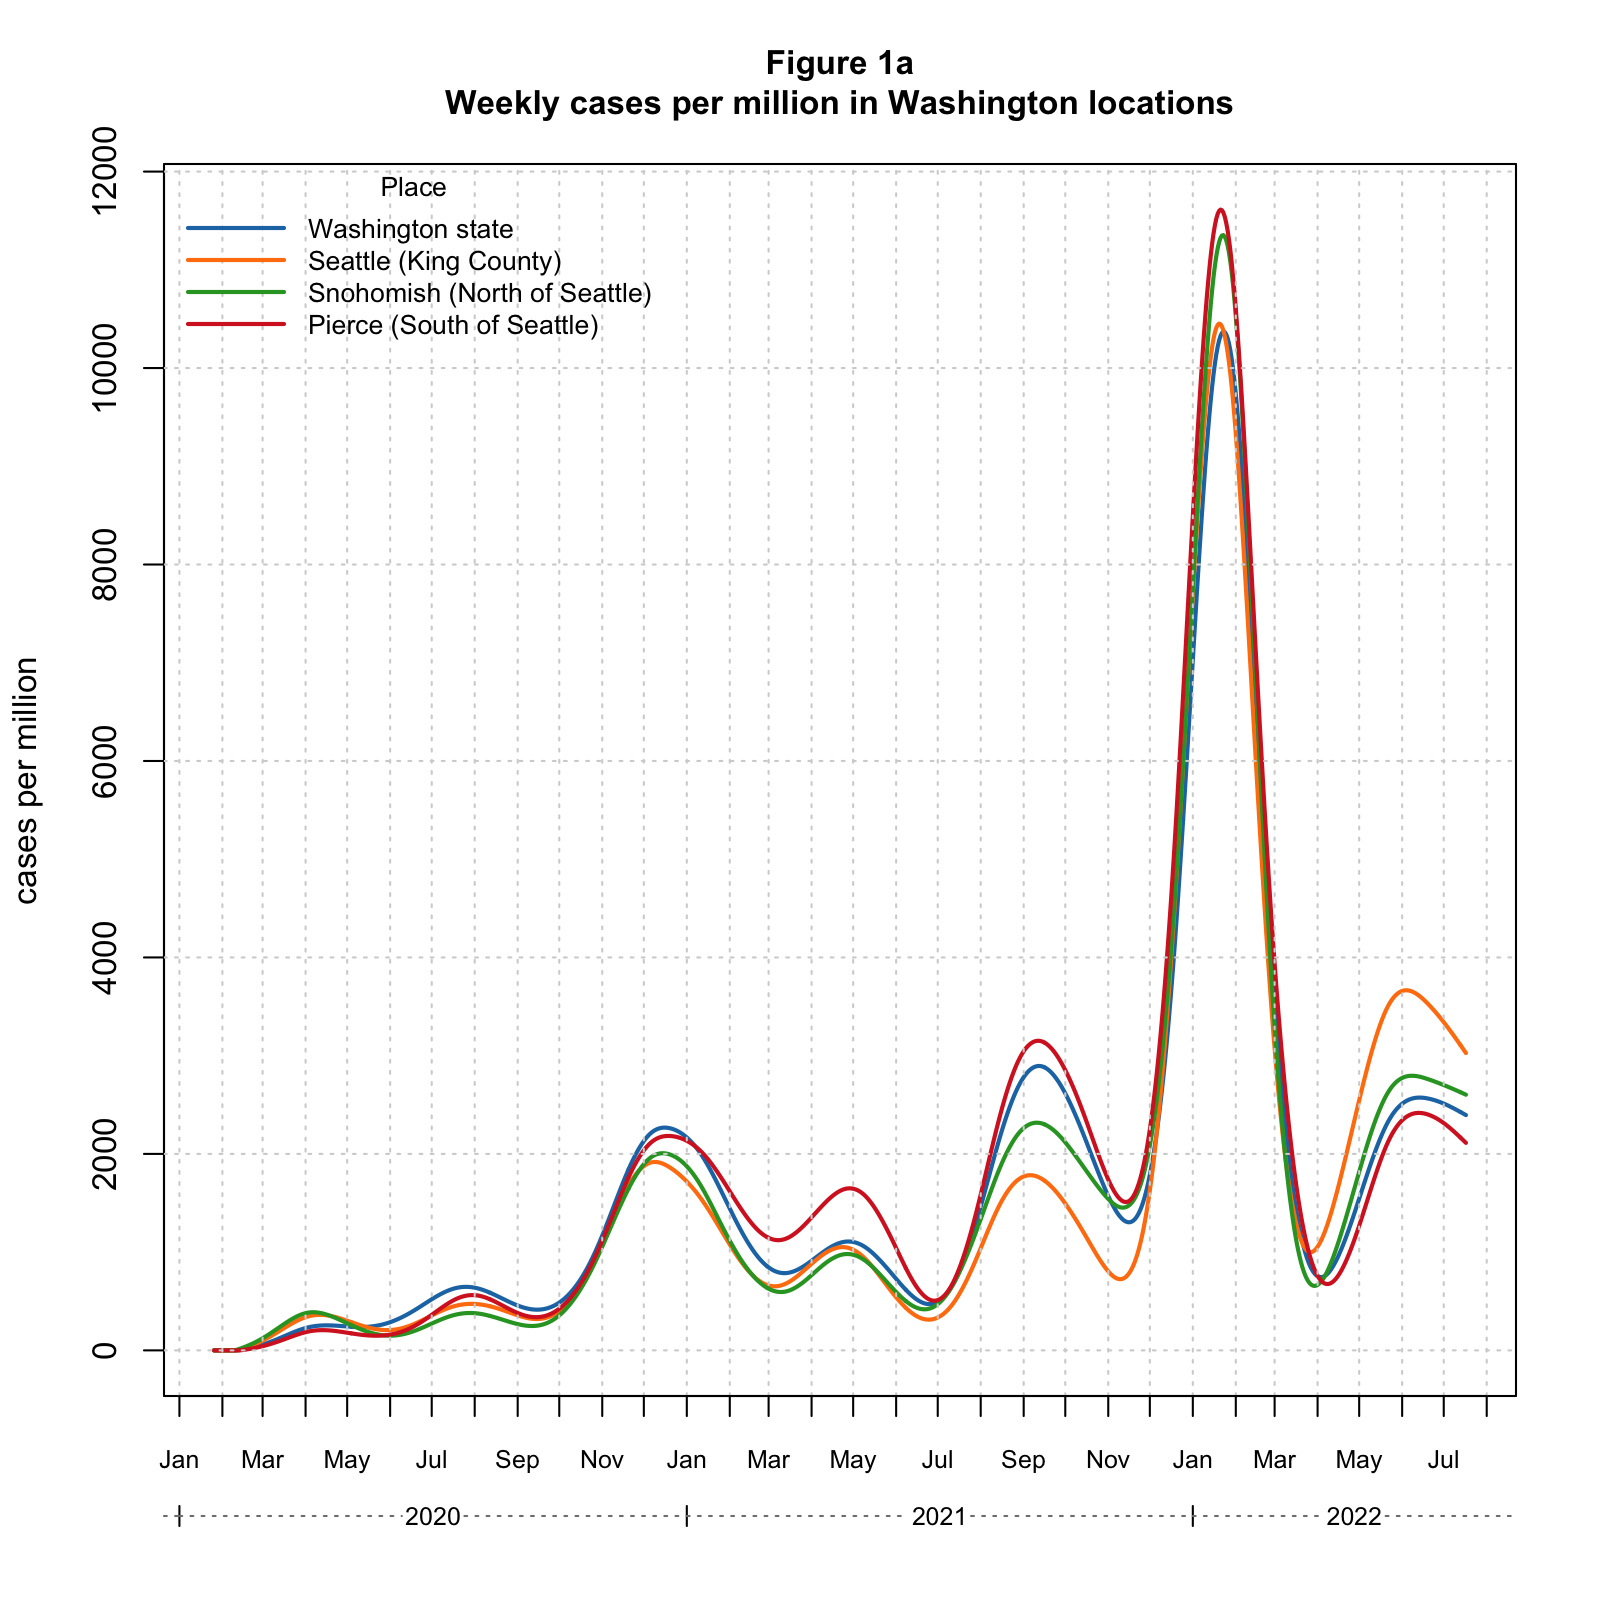 Figure 1a
Weekly cases per million in Washington locations
Place
Washington state
Seattle (King County)
Snohomish (North of Seattle)
Pierce (South of Seattle)
cases per million
12000
10000
8000
6000
4000
2000
0
Jan Mar May Jul Sep Nov Jan Mar May Jul Sep Nov Jan Mar May Jul
2020 2021 2022